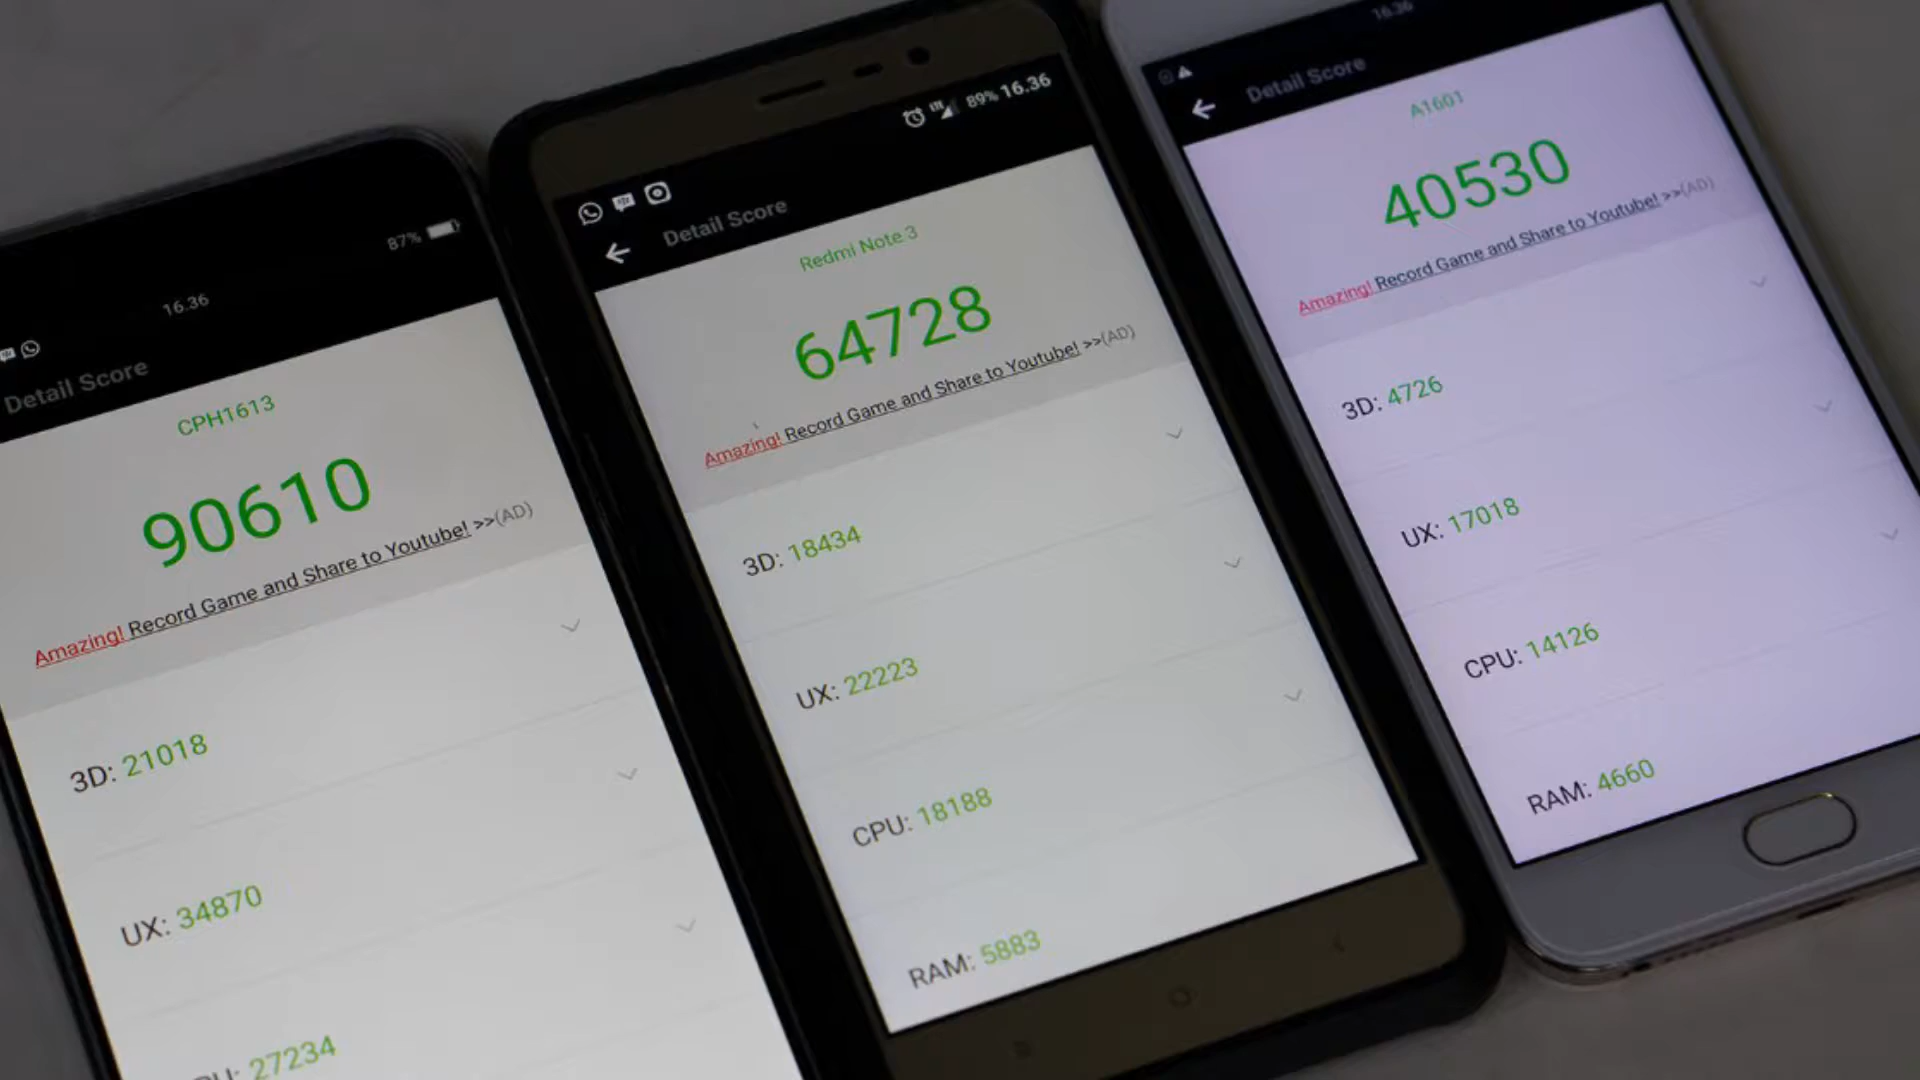 87%
16.36
Detail Score
CPH1613
90610
Amazing! Record Game and Share to Youtube! >>(AD)
3D: 21018
UX: 34870
27234
89% 16.36
Detail Score
Redmi Note 3
64728
Amazing! Record Game and Share to Youtube! >>(AD)
3D: 18434
UX: 22223
CPU: 18188
RAM: 5883
16.36
Detail Score
A1601
40530
Amazing! Record Game and Share to Youtube! >>(AD)
3D: 4726
UX: 17018
CPU: 14126
RAM: 4660